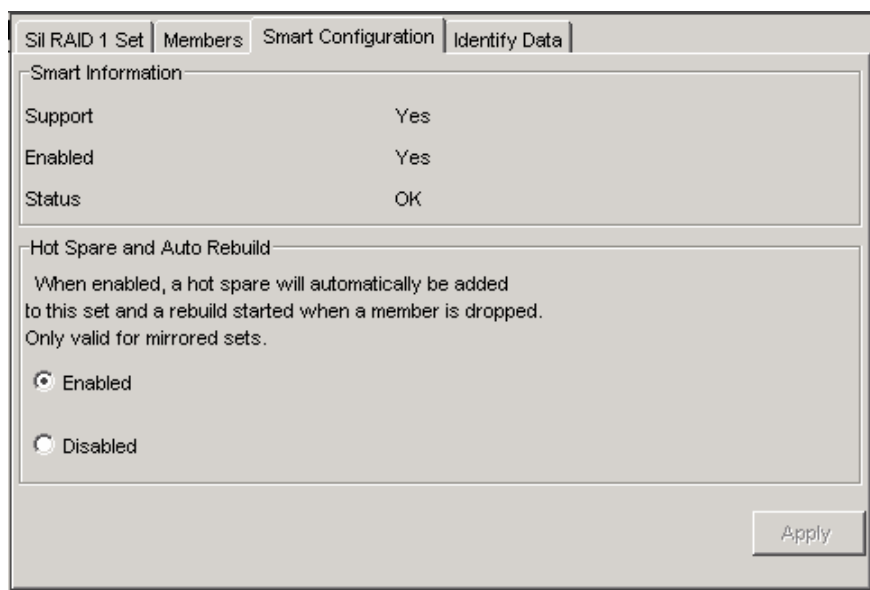 Sil RAID 1 Set Members Smart Configuration Identify Data
Smart Information
Support Yes
Enabled Yes
Status OK
Hot Spare and Auto Rebuild
When enabled, a hot spare will automatically be added
to this set and a rebuild started when a member is dropped.
Only valid for mirrored sets.
Enabled
Disabled
Apply